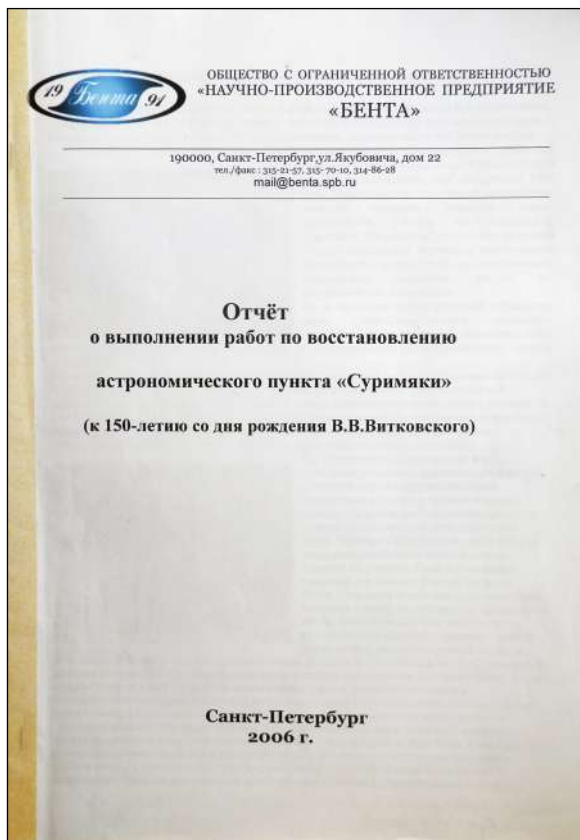 19 Бента 91
ОБЩЕСТВО С ОГРАНИЧЕННОЙ ОТВЕТСТВЕННОСТЬЮ
«НАУЧНО-ПРОИЗВОДСТВЕННОЕ ПРЕДПРИЯТИЕ
«БЕНТА»
190000, Санкт-Петербург,ул.Якубовича, дом 22
тел./факс : 315-21-57, 315- 70-10, 314-86-28
mail@benta.spb.ru
Отчёт
о выполнении работ по восстановлению
астрономического пункта «Суримяки»
(к 150-летию со дня рождения В.В.Витковского)
Санкт-Петербург
2006 г.